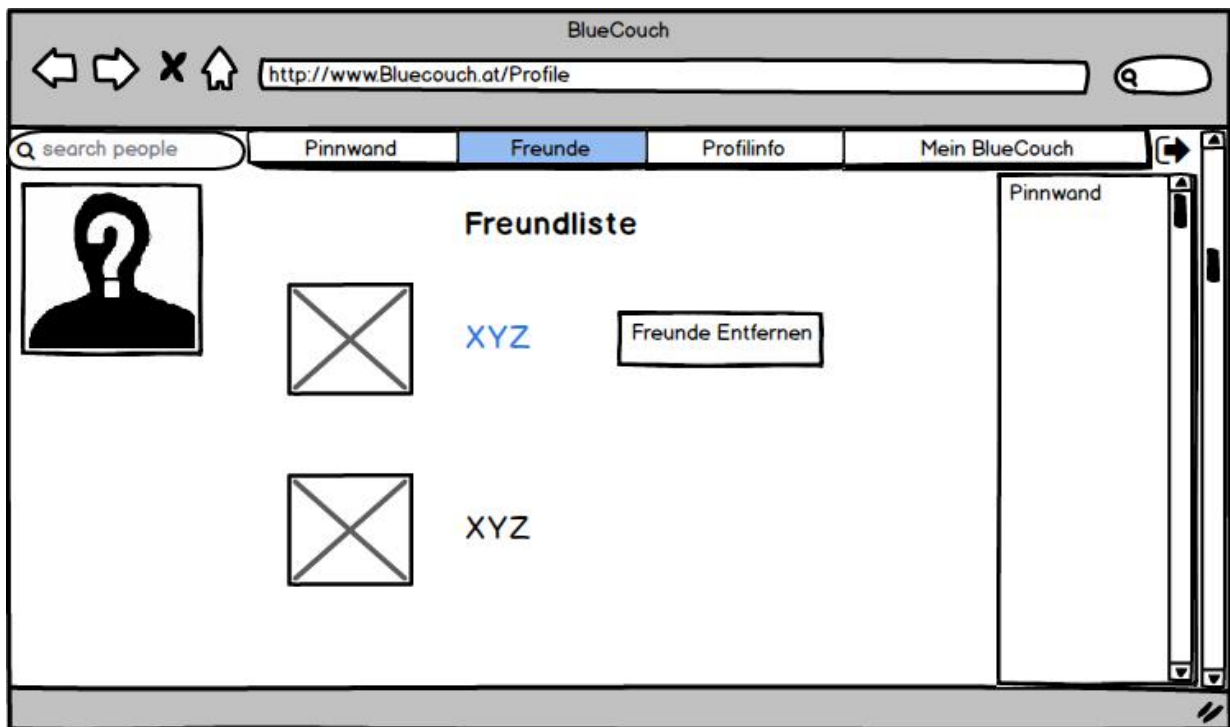 BlueCouch
http://www.Bluecouch.at/Profile
search people
Pinnwand
Freunde
Profilinfo
Mein BlueCouch
Pinnwand
Freundliste
XYZ
Freunde Entfernen
XYZ